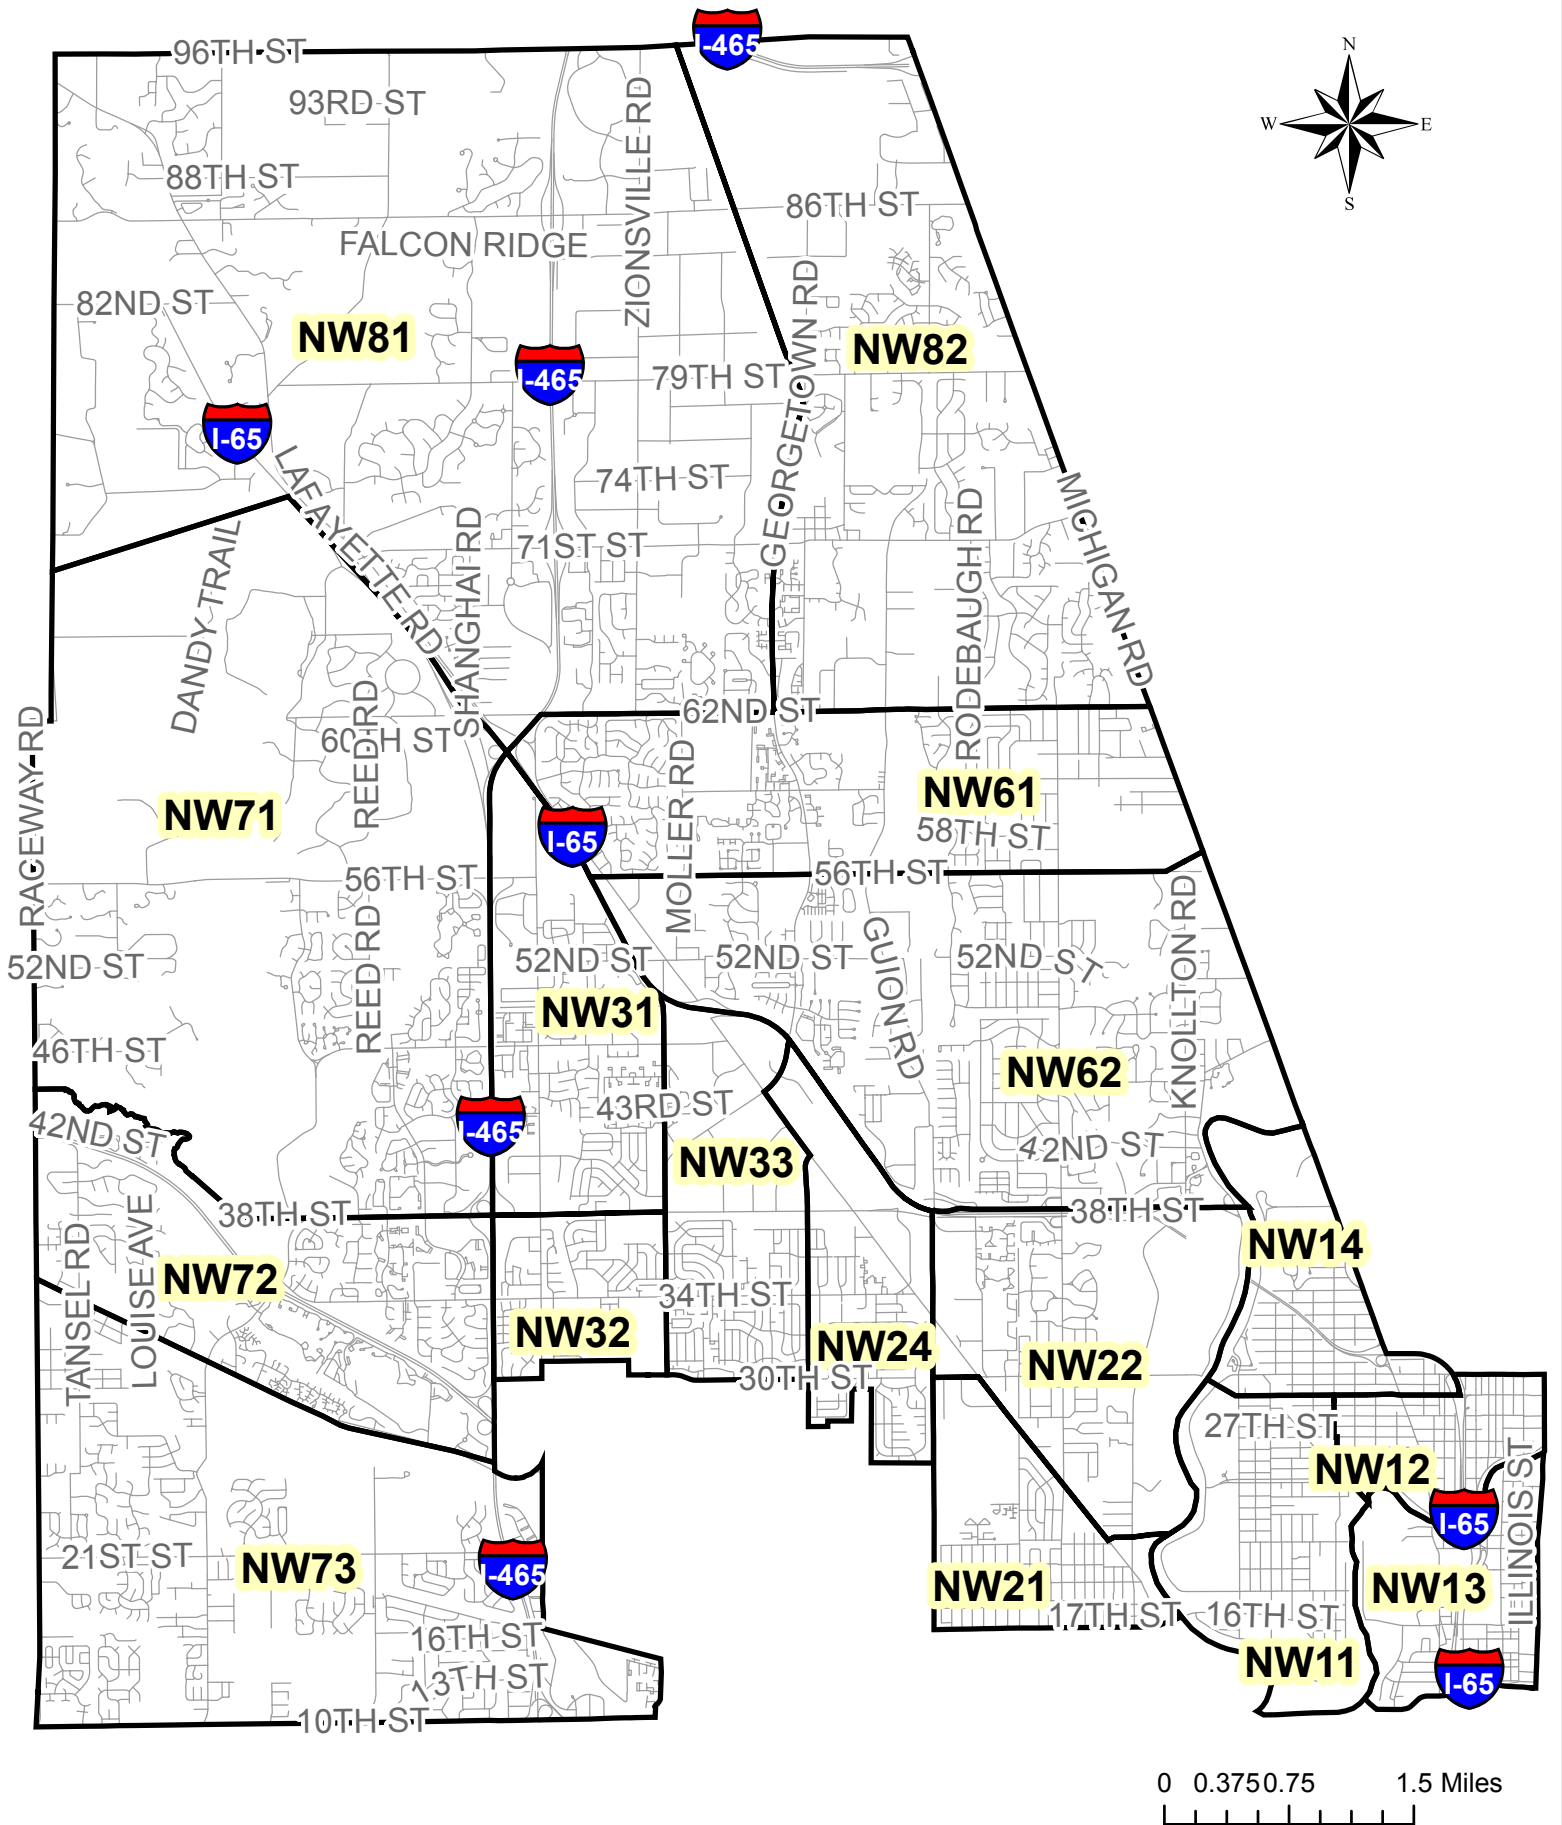 I-465
N
96TH ST
93RD ST
ZIONSVILLE RD
W
E
88TH ST
S
86TH ST
FALCON RIDGE
82ND ST
GEORGETOWN RD
NW81
NW82
I-465
79TH ST
I-65
LAFAYETTE RD
74TH ST
MICHIGAN RD
RODEBAUGH RD
DANDY TRAIL
SHANGHAI RD
71ST ST
RACEWAY RD
REED RD
62ND ST
60TH ST
MOLLER RD
NW61
NW71
I-65
58TH ST
56TH ST
56TH ST
KNOLLTON RD
REED RD
GUION RD
52ND ST
52ND ST
52ND ST
52ND ST
NW31
46TH ST
NW62
I-465
43RD ST
42ND ST
42ND ST
NW33
38TH ST
38TH ST
TANSEL RD
LOUISE AVE
NW14
NW72
34TH ST
NW32
NW24
NW22
30TH ST
27TH ST
NW12
ILLINOIS ST
I-65
21ST ST
NW73
I-465
NW21
NW13
17TH ST
16TH ST
16TH ST
NW11
13TH ST
I-65
10TH ST
0 0.375 0.75 1.5 Miles